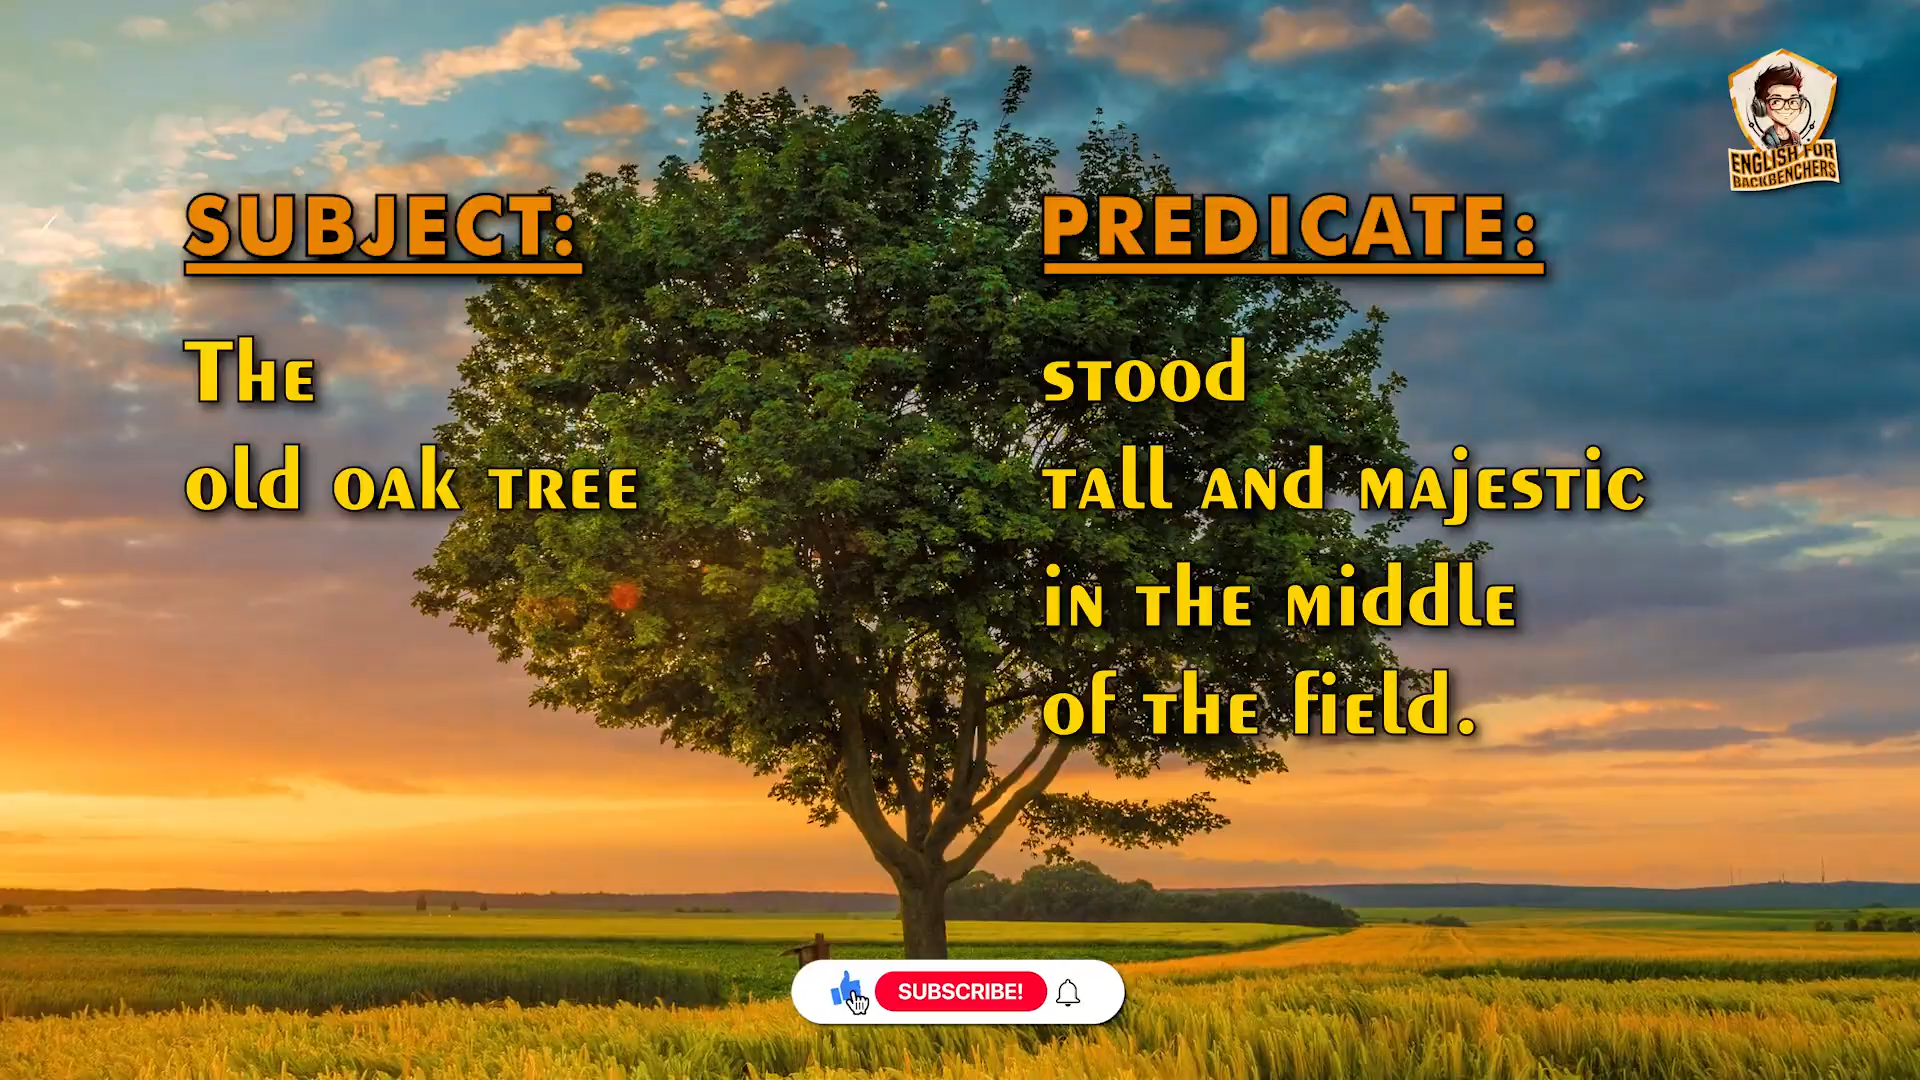 SUBJECT:
The
old oak tree
PREDICATE:
stood
tall and majestic
in the middle
of the field.
ENGLISH FOR
BACKBENCHERS
SUBSCRIBE!